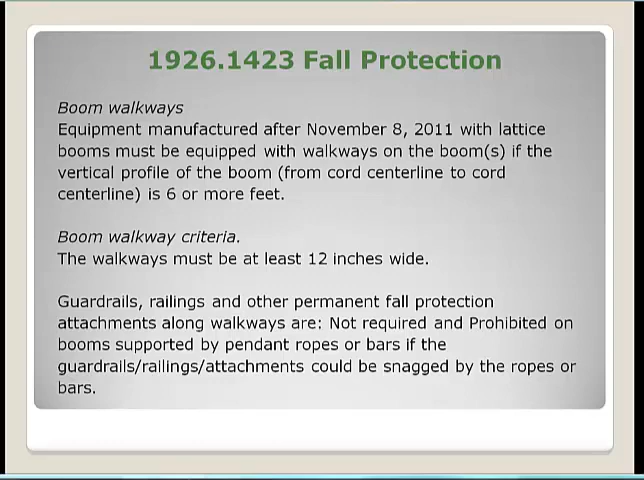 1926.1423 Fall Protection
Boom walkways
Equipment manufactured after November 8, 2011 with lattice
booms must be equipped with walkways on the boom(s) if the
vertical profile of the boom (from cord centerline to cord
centerline) is 6 or more feet.
Boom walkway criteria.
The walkways must be at least 12 inches wide.
Guardrails, railings and other permanent fall protection
attachments along walkways are: Not required and Prohibited on
booms supported by pendant ropes or bars if the
guardrails/railings/attachments could be snagged by the ropes or
bars.